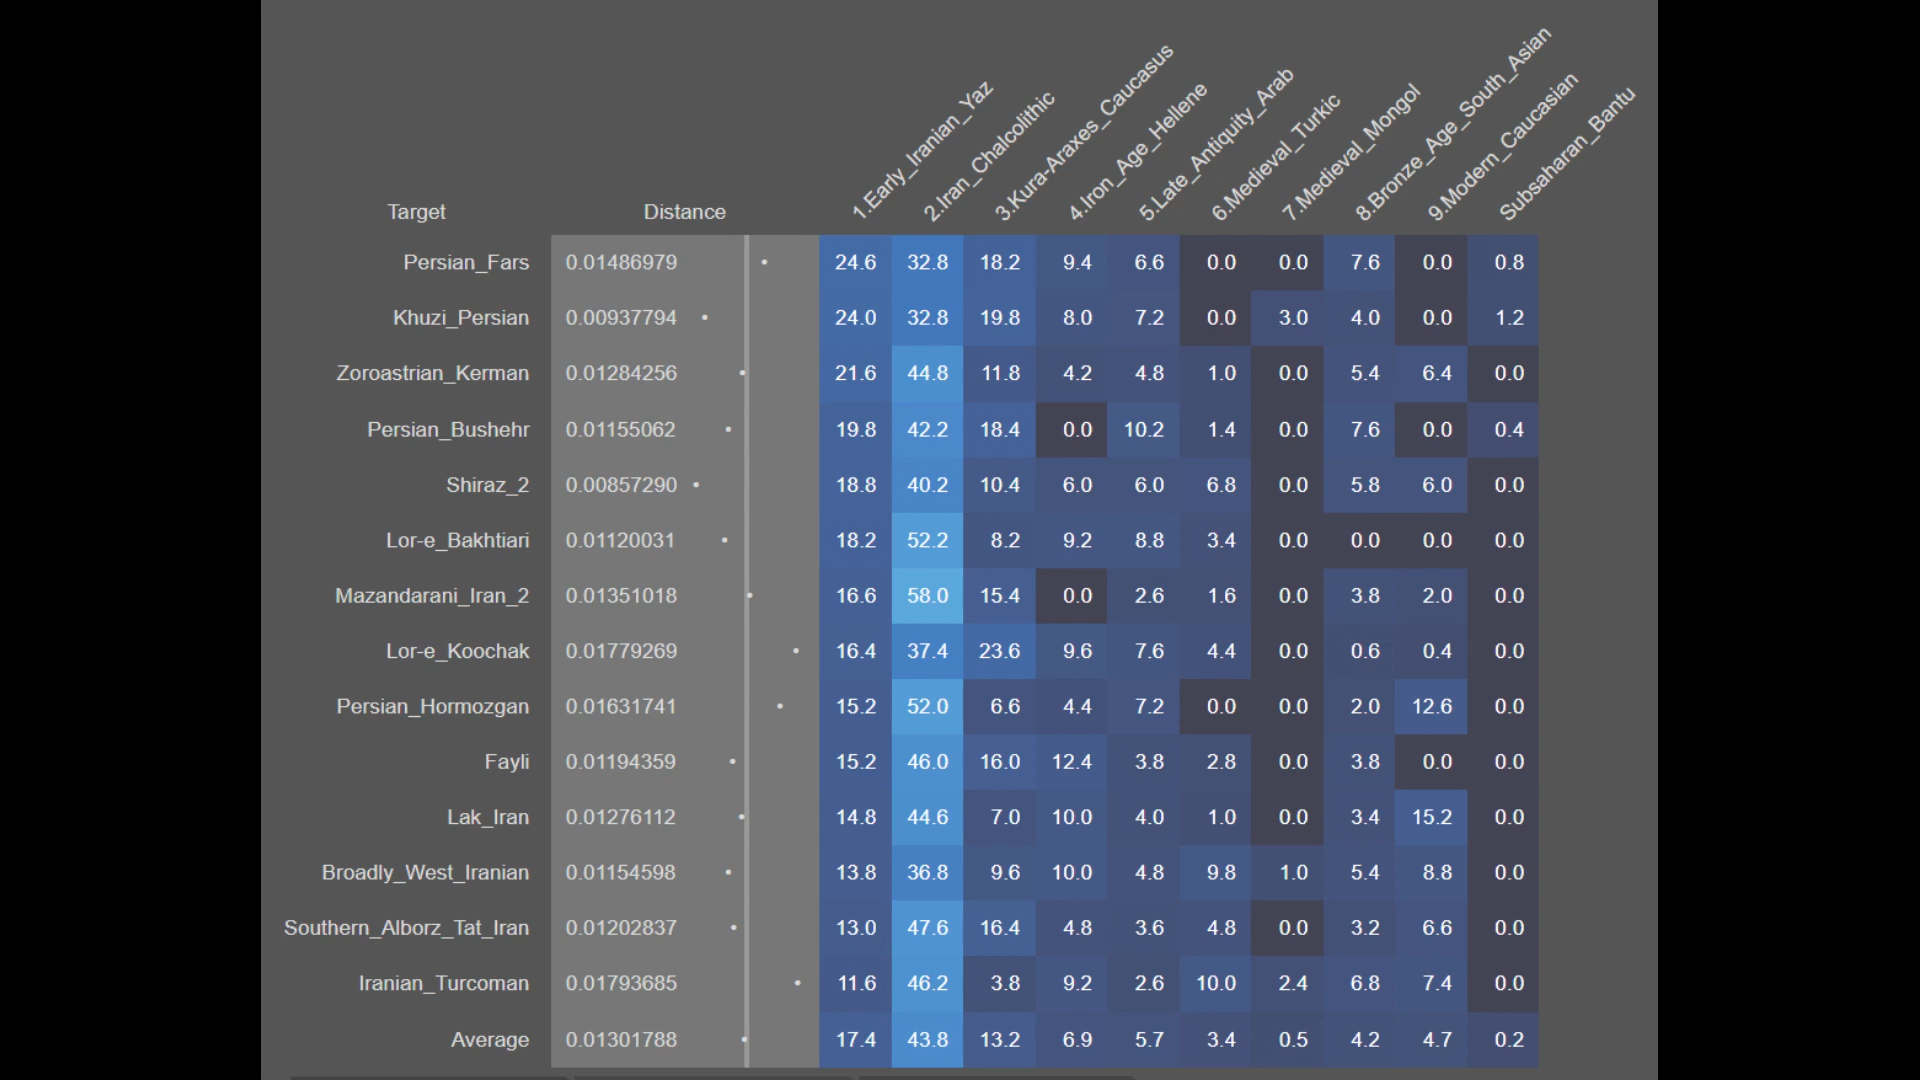 Target Distance 1.Early_Iranian_Yaz 2.Iran_Chalcolithic 3.Kura-Araxes_Caucasus 4.Iron_Age_Hellene 5.Late_Antiquity_Arab 6.Medieval_Turkic 7.Medieval_Mongol 8.Bronze_Age_South_Asian 9.Modern_Caucasian Subsaharan_Bantu
Persian_Fars 0.01486979 24.6 32.8 18.2 9.4 6.6 0.0 0.0 7.6 0.0 0.8
Khuzi_Persian 0.00937794 24.0 32.8 19.8 8.0 7.2 0.0 3.0 4.0 0.0 1.2
Zoroastrian_Kerman 0.01284256 21.6 44.8 11.8 4.2 4.8 1.0 0.0 5.4 6.4 0.0
Persian_Bushehr 0.01155062 19.8 42.2 18.4 0.0 10.2 1.4 0.0 7.6 0.0 0.4
Shiraz_2 0.00857290 18.8 40.2 10.4 6.0 6.0 6.8 0.0 5.8 6.0 0.0
Lor-e_Bakhtiari 0.01120031 18.2 52.2 8.2 9.2 8.8 3.4 0.0 0.0 0.0 0.0
Mazandarani_Iran_2 0.01351018 16.6 58.0 15.4 0.0 2.6 1.6 0.0 3.8 2.0 0.0
Lor-e_Koochak 0.01779269 16.4 37.4 23.6 9.6 7.6 4.4 0.0 0.6 0.4 0.0
Persian_Hormozgan 0.01631741 15.2 52.0 6.6 4.4 7.2 0.0 0.0 2.0 12.6 0.0
Fayli 0.01194359 15.2 46.0 16.0 12.4 3.8 2.8 0.0 3.8 0.0 0.0
Lak_Iran 0.01276112 14.8 44.6 7.0 10.0 4.0 1.0 0.0 3.4 15.2 0.0
Broadly_West_Iranian 0.01154598 13.8 36.8 9.6 10.0 4.8 9.8 1.0 5.4 8.8 0.0
Southern_Alborz_Tat_Iran 0.01202837 13.0 47.6 16.4 4.8 3.6 4.8 0.0 3.2 6.6 0.0
Iranian_Turcoman 0.01793685 11.6 46.2 3.8 9.2 2.6 10.0 2.4 6.8 7.4 0.0
Average 0.01301788 17.4 43.8 13.2 6.9 5.7 3.4 0.5 4.2 4.7 0.2